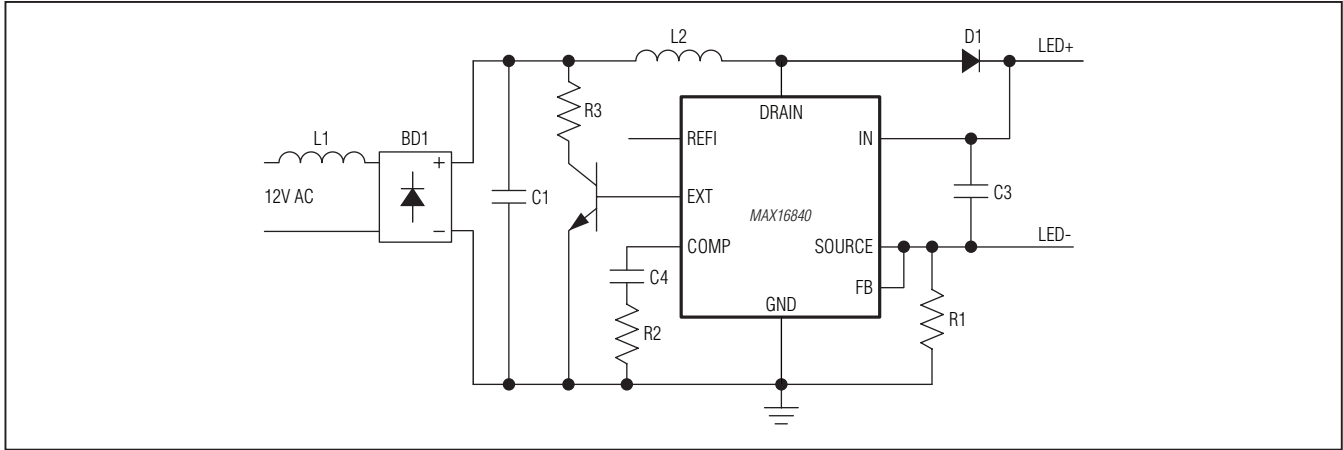 L2
D1
LED+
R3
DRAIN
L1
BD1
REFI
IN
+
12V AC
C1
EXT
C3
MAX16840
−
COMP
SOURCE
LED-
C4
FB
GND
R1
R2